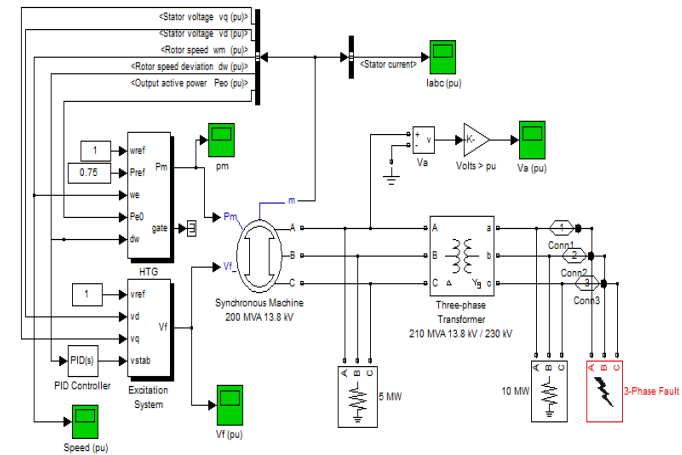 <Stator voltage vq (pu)>
<Stator voltage vd (pu)>
<Rotor speed wm (pu)>
<Rotor speed deviation dw (pu)>
<Output active power Peo (pu)>
<Stator current>
Iabc (pu)
1
wref
0.75
Pref
we
Pe0
dw
Pm
gate
HTG
pm
+
-
v
Va
K-
Volts > pu
Va (pu)
m
Pm
Vf_
A
B
C
Synchronous Machine
200 MVA 13.8 kV
A
B
C
a
b
c
Δ
Yg
Three-phase
Transformer
210 MVA 13.8 kV / 230 kV
1
Conn1
2
Conn2
3
Conn3
1
vref
vd
vq
vstab
Vf
PID(s)
PID Controller
Excitation
System
Speed (pu)
Vf (pu)
A B C
5 MW
A B C
10 MW
A B C
3-Phase Fault